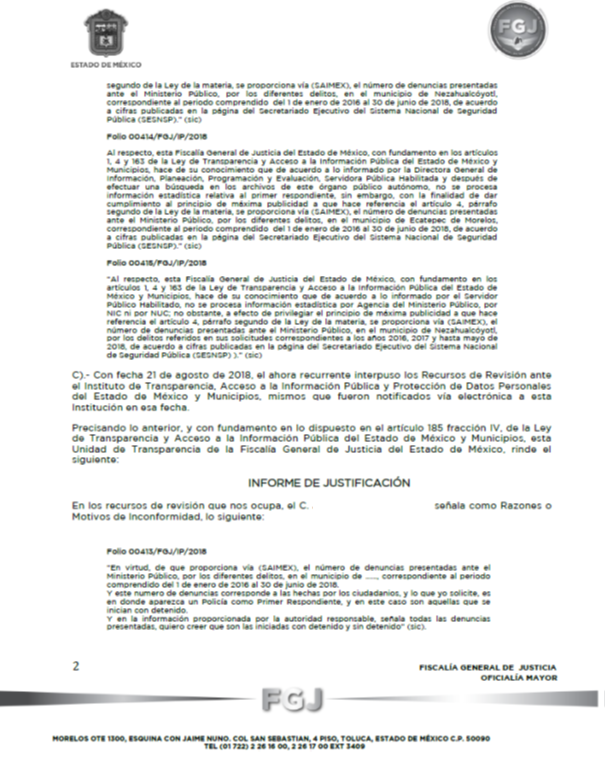 ESTADO DE MÉXICO
FGJ
segundo de la Ley de la materia, se proporciona vía (SAIMEX), el número de denuncias presentadas
ante el Ministerio Público, por los diferentes delitos, en el municipio de Nezahualcóyotl,
correspondiente al periodo comprendido del 1 de enero de 2016 al 30 de junio de 2018, de acuerdo
a cifras publicadas en la página del Secretariado Ejecutivo del Sistema Nacional de Seguridad
Pública (SESNSP)." (sic)
Folio 00414/FGJ/IP/2018
Al respecto, esta Fiscalía General de Justicia del Estado de México, con fundamento en los artículos
1, 4 y 163 de la Ley de Transparencia y Acceso a la Información Pública del Estado de México y
Municipios, hace de su conocimiento que de acuerdo a lo informado por la Directora General de
Información, Planeación, Programación y Evaluación, Servidora Pública Habilitada y después de
efectuar una búsqueda en los archivos de este órgano público autónomo, no se procesa
información estadística relativa al primer respondiente, sin embargo, con la finalidad de dar
cumplimiento al principio de máxima publicidad a que hace referencia el artículo 4, párrafo
segundo de la Ley de la materia, se proporciona vía (SAIMEX), el número de denuncias presentadas
ante el Ministerio Público, por los diferentes delitos, en el municipio de Ecatepec de Morelos,
correspondiente al periodo comprendido del 1 de enero de 2016 al 30 de junio de 2018, de acuerdo
a cifras publicadas en la página del Secretariado Ejecutivo del Sistema Nacional de Seguridad
Pública (SESNSP)." (sic)
Folio 00415/FGJ/IP/2018
"Al respecto, esta Fiscalía General de Justicia del Estado de México, con fundamento en los
artículos 1, 4 y 163 de la Ley de Transparencia y Acceso a la Información Pública del Estado de
México y Municipios, hace de su conocimiento que de acuerdo a lo informado por el Servidor
Público Habilitado, no se procesa información estadística por Agencia del Ministerio Público, por
NIC ni por NUC; no obstante, a efecto de privilegiar el principio de máxima publicidad a que hace
referencia el artículo 4, párrafo segundo de la Ley de la materia, se proporciona vía (SAIMEX), el
número de denuncias presentadas ante el Ministerio Público, en el municipio de Nezahualcóyotl,
por los delitos referidos en sus solicitudes correspondientes a los años 2016, 2017 y hasta mayo de
2018, de acuerdo a cifras publicadas en la página del Secretariado Ejecutivo del Sistema Nacional
de Seguridad Pública (SESNSP) )." (sic)
C).- Con fecha 21 de agosto de 2018, el ahora recurrente interpuso los Recursos de Revisión ante
el Instituto de Transparencia, Acceso a la Información Pública y Protección de Datos Personales
del Estado de México y Municipios, mismos que fueron notificados vía electrónica a esta
Institución en esa fecha.
Precisando lo anterior, y con fundamento en lo dispuesto en el artículo 185 fracción IV, de la Ley
de Transparencia y Acceso a la Información Pública del Estado de México y Municipios, esta
Unidad de Transparencia de la Fiscalía General de Justicia del Estado de México, rinde el
siguiente:
INFORME DE JUSTIFICACIÓN
En los recursos de revisión que nos ocupa, el C. señala como Razones o
Motivos de Inconformidad, lo siguiente:
Folio 00413/FGJ/IP/2018
"En virtud, de que proporciona vía (SAIMEX), el número de denuncias presentadas ante el
Ministerio Público, por los diferentes delitos, en el municipio de ....., correspondiente al periodo
comprendido del 1 de enero de 2016 al 30 de junio de 2018.
Y este numero de denuncias corresponde a las hechas por los ciudadanos, y lo que yo solicite, es
en donde aparezca un Policía como Primer Respondiente, y en este caso son aquellas que se
inician con detenido.
Y en la información proporcionada por la autoridad responsable, señala todas las denuncias
presentadas, quiero creer que son las iniciadas con detenido y sin detenido" (sic).
2
FISCALÍA GENERAL DE JUSTICIA
OFICIALÍA MAYOR
FGJ
MORELOS OTE 1300, ESQUINA CON JAIME NUNO. COL SAN SEBASTIAN, 4 PISO, TOLUCA, ESTADO DE MÉXICO C.P. 50090
TEL (01 722) 2 26 16 00, 2 26 17 00 EXT 3409